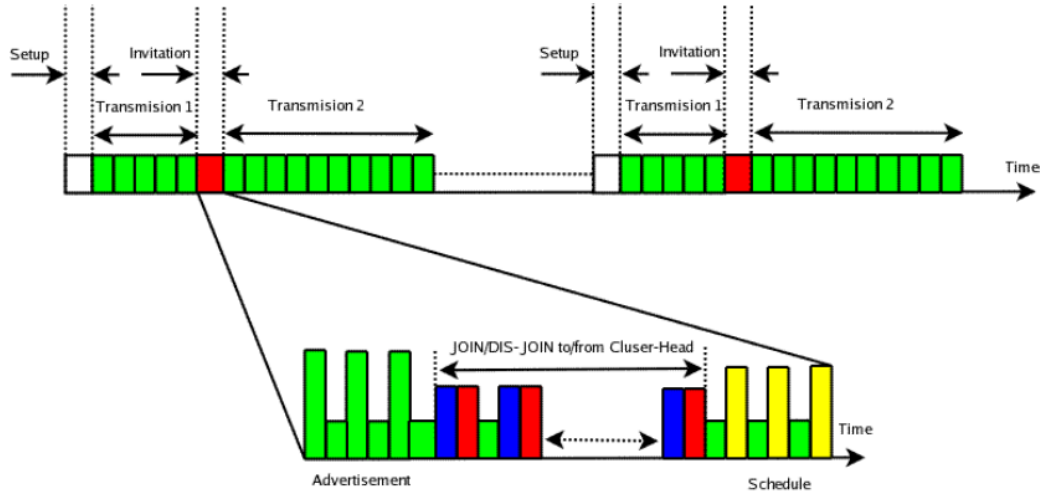 Setup
Invitation
Setup
Invitation
Transmision 1
Transmision 2
Transmision 1
Transmision 2
Time
JOIN/DIS- JOIN to/from Cluser-Head
Time
Advertisement
Schedule